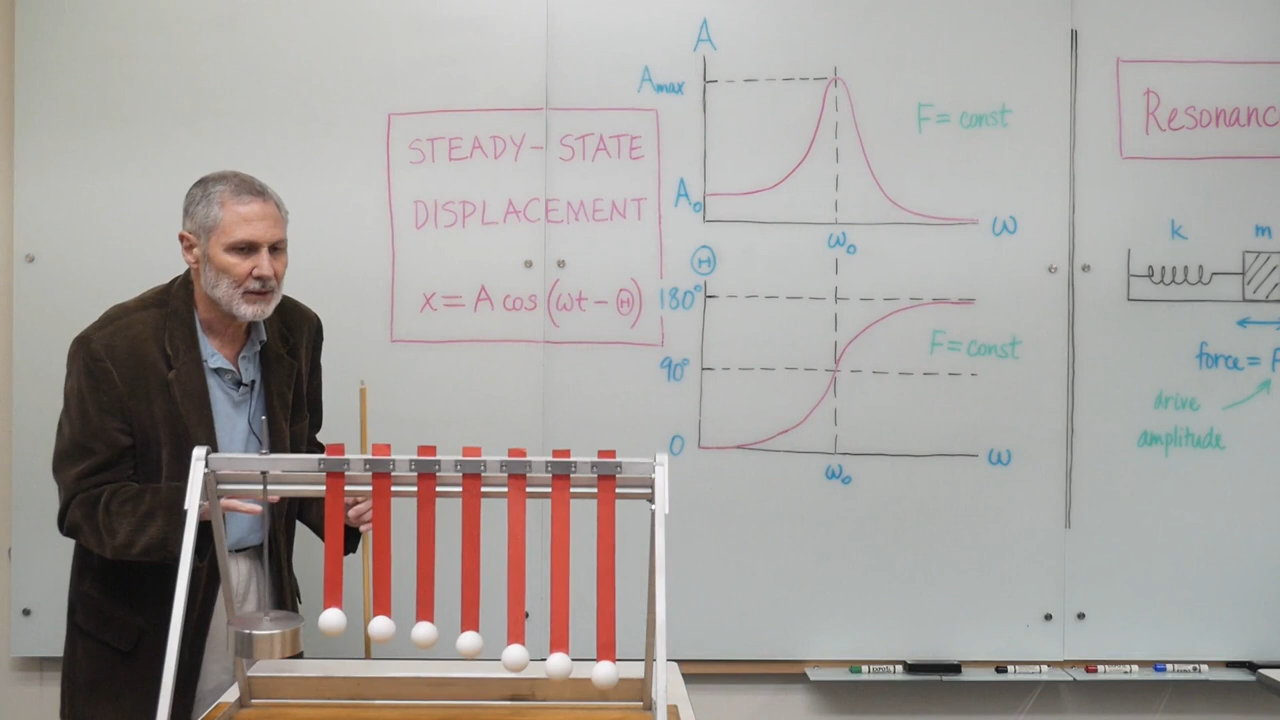 STEADY-STATE
DISPLACEMENT
x = A cos (ωt - Ⓗ)
A
Amax
A₀
F = const
ω₀
ω
Ⓗ
180°
90°
0
F = const
ω₀
ω
Resonanc
k
m
force = F
drive
amplitude